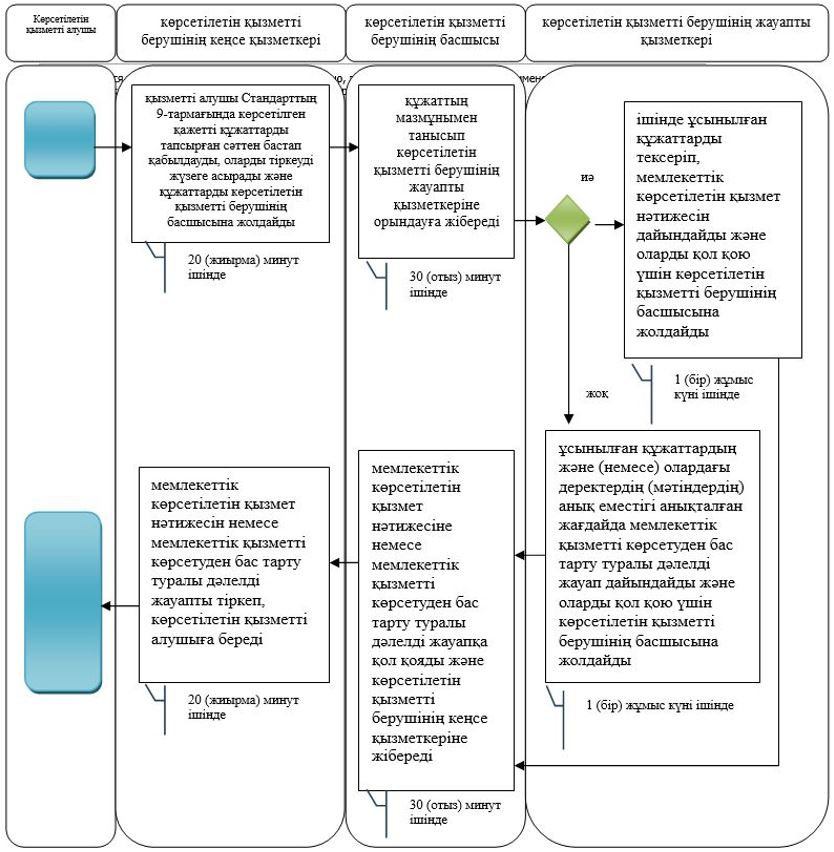 Көрсетілетін
қызметті алушы
көрсетілетін қызметті
берушінің кеңсе қызметкері
көрсетілетін қызметті
берушінің басшысы
көрсетілетін қызметті берушінің жауапты
қызметкері
қызметті алушы Стандарттың
9-тармағында көрсетілген
қажетті құжаттарды
тапсырған сәттен бастап
қабылдауды, оларды тіркеуді
жүзеге асырады және
құжаттарды көрсетілетін
қызметті берушінің
басшысына жолдайды
20 (жиырма) минут
ішінде
құжаттың
мазмұнымен
танысып
көрсетілетін
қызметті берушінің
жауапты
қызметкеріне
орындауға жібереді
30 (отыз) минут
ішінде
иә
ішінде ұсынылған
құжаттарды
тексеріп,
мемлекеттік
көрсетілетін қызмет
нәтижесін
дайындайды және
оларды қол қою
үшін көрсетілетін
қызметті берушінің
басшысына
жолдайды
1 (бір) жұмыс
күні ішінде
жоқ
ұсынылған құжаттардың
және (немесе) олардағы
деректердің (мәтіндердің)
анық еместігі анықталған
жағдайда мемлекеттік
қызметті көрсетуден бас
тарту туралы дәлелді
жауап дайындайды және
оларды қол қою үшін
көрсетілетін қызметті
берушінің басшысына
жолдайды
1 (бір) жұмыс күні ішінде
мемлекеттік
көрсетілетін
қызмет
нәтижесіне
немесе
мемлекеттік
қызметті
көрсетуден бас
тарту туралы
дәлелді жауапқа
қол қояды және
көрсетілетін
қызметті
берушінің кеңсе
қызметкеріне
жібереді
30 (отыз) минут
ішінде
мемлекеттік
көрсетілетін қызмет
нәтижесін немесе
мемлекеттік қызметті
көрсетуден бас тарту
туралы дәлелді
жауапты тіркеп,
көрсетілетін қызметті
алушыға береді
20 (жиырма) минут
ішінде